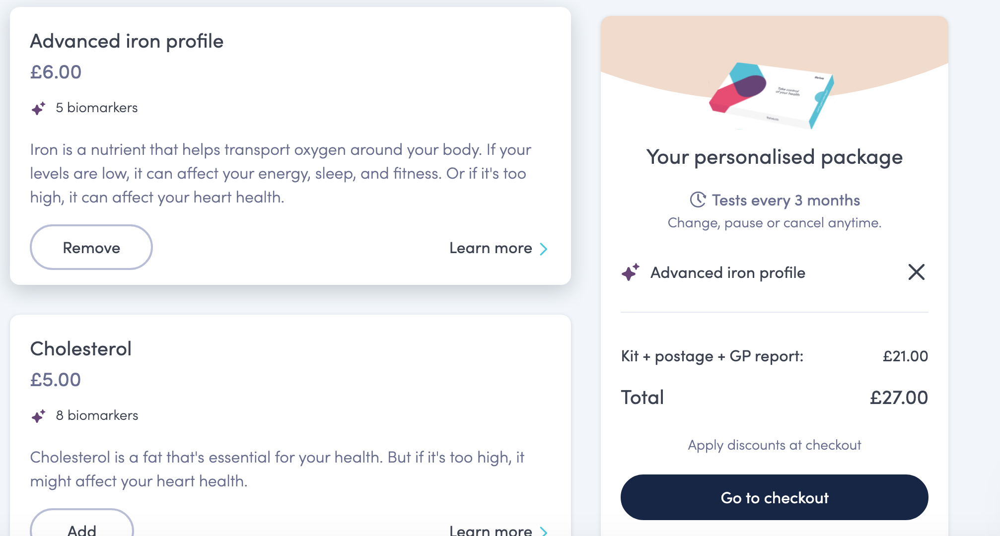 Advanced iron profile
£6.00
5 biomarkers
Iron is a nutrient that helps transport oxygen around your body. If your
levels are low, it can affect your energy, sleep, and fitness. Or if it's too
high, it can affect your heart health.
Remove
Learn more
Cholesterol
£5.00
8 biomarkers
Cholesterol is a fat that's essential for your health. But if it's too high, it
might affect your heart health.
Add
Learn more
thriva
Take control
of your health
Your personalised package
Tests every 3 months
Change, pause or cancel anytime.
Advanced iron profile
Kit + postage + GP report: £21.00
Total £27.00
Apply discounts at checkout
Go to checkout